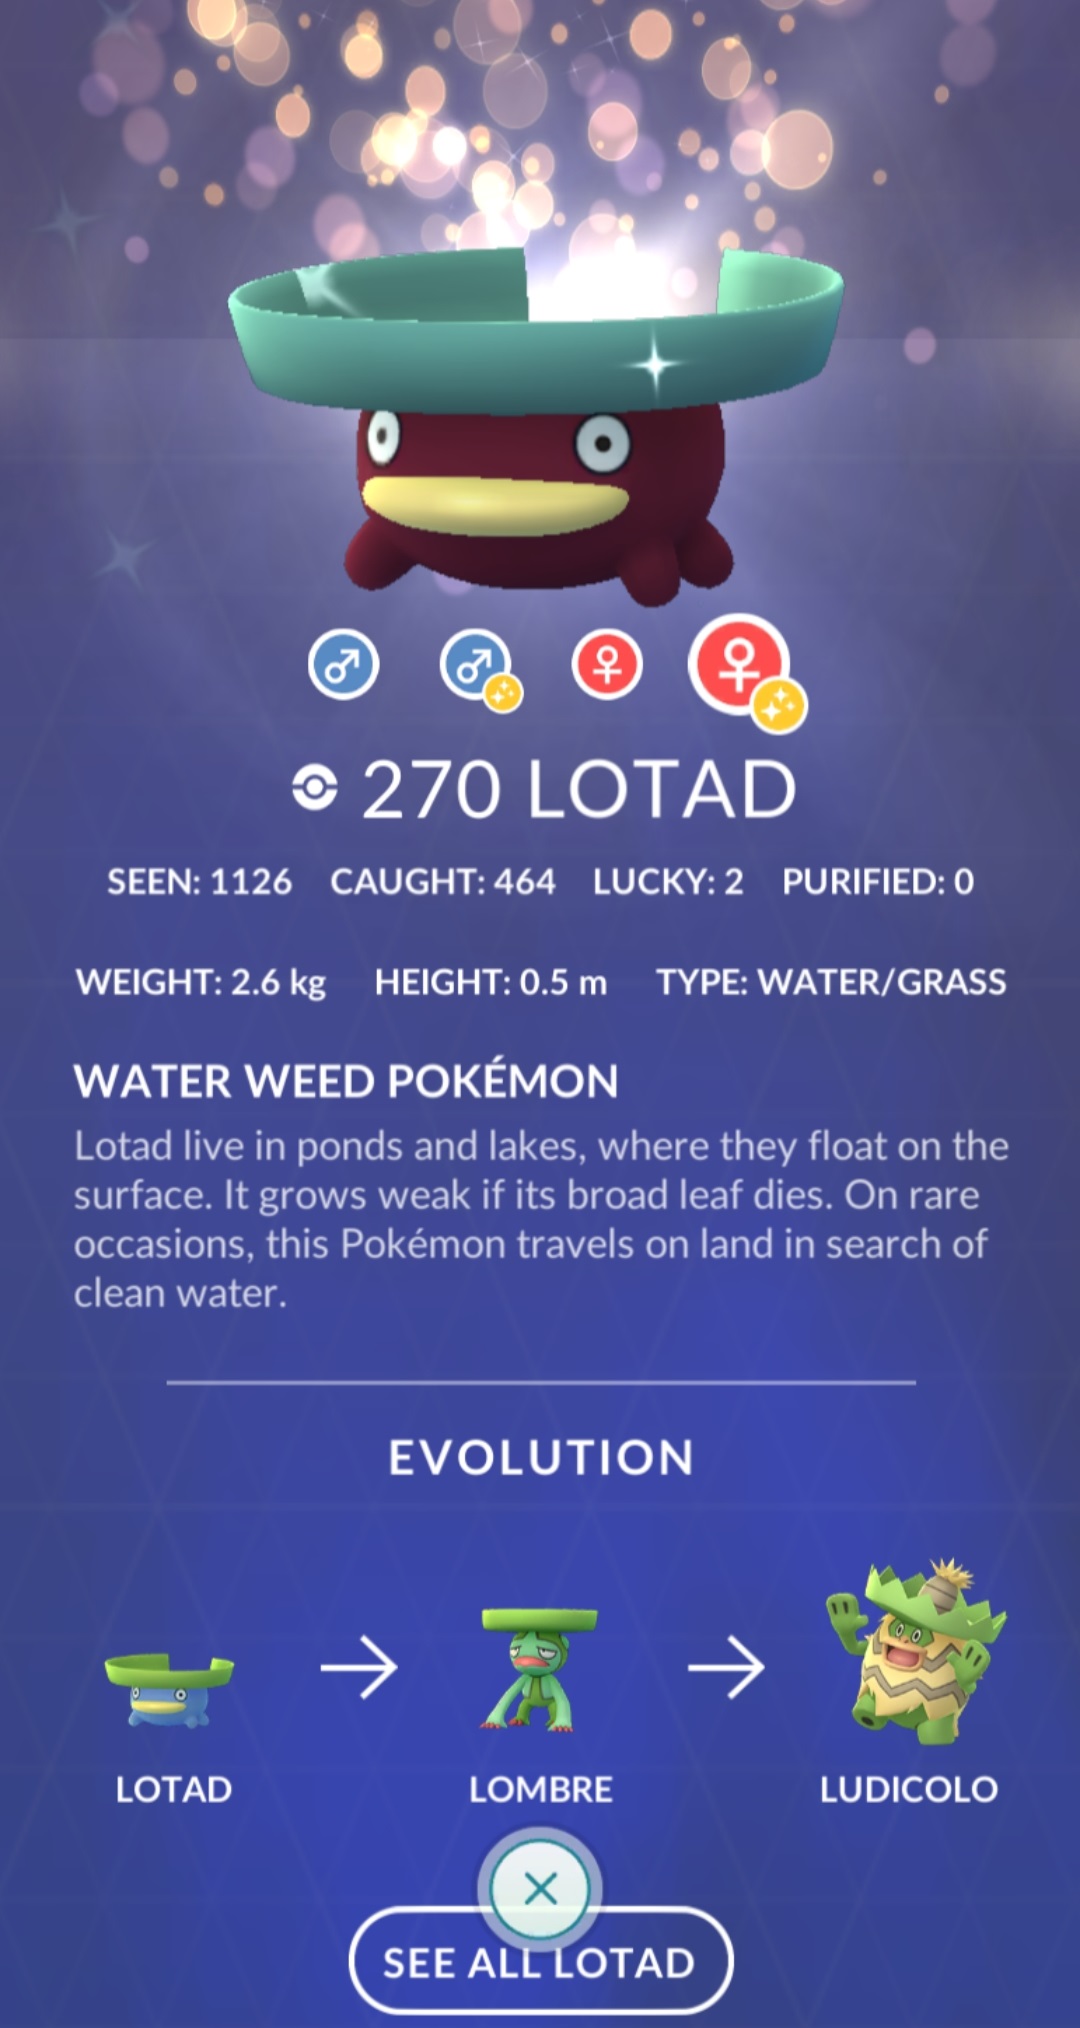 270 LOTAD
SEEN: 1126 CAUGHT: 464 LUCKY: 2 PURIFIED: 0
WEIGHT: 2.6 kg HEIGHT: 0.5 m TYPE: WATER/GRASS
WATER WEED POKÉMON
Lotad live in ponds and lakes, where they float on the
surface. It grows weak if its broad leaf dies. On rare
occasions, this Pokémon travels on land in search of
clean water.
EVOLUTION
LOTAD LOMBRE LUDICOLO
SEE ALL LOTAD